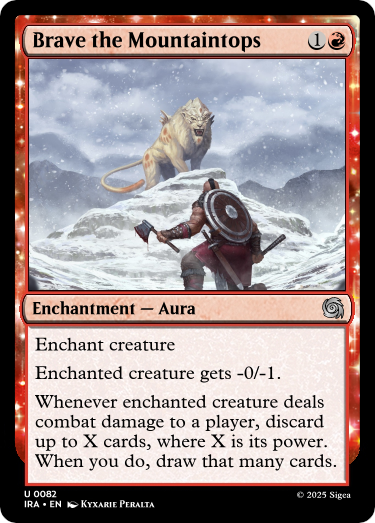 Brave the Mountaintops 1
Enchantment — Aura
Enchant creature
Enchanted creature gets -0/-1.
Whenever enchanted creature deals
combat damage to a player, discard
up to X cards, where X is its power.
When you do, draw that many cards.
U 0082
IRA • EN Kyxarie Peralta
© 2025 Sigea